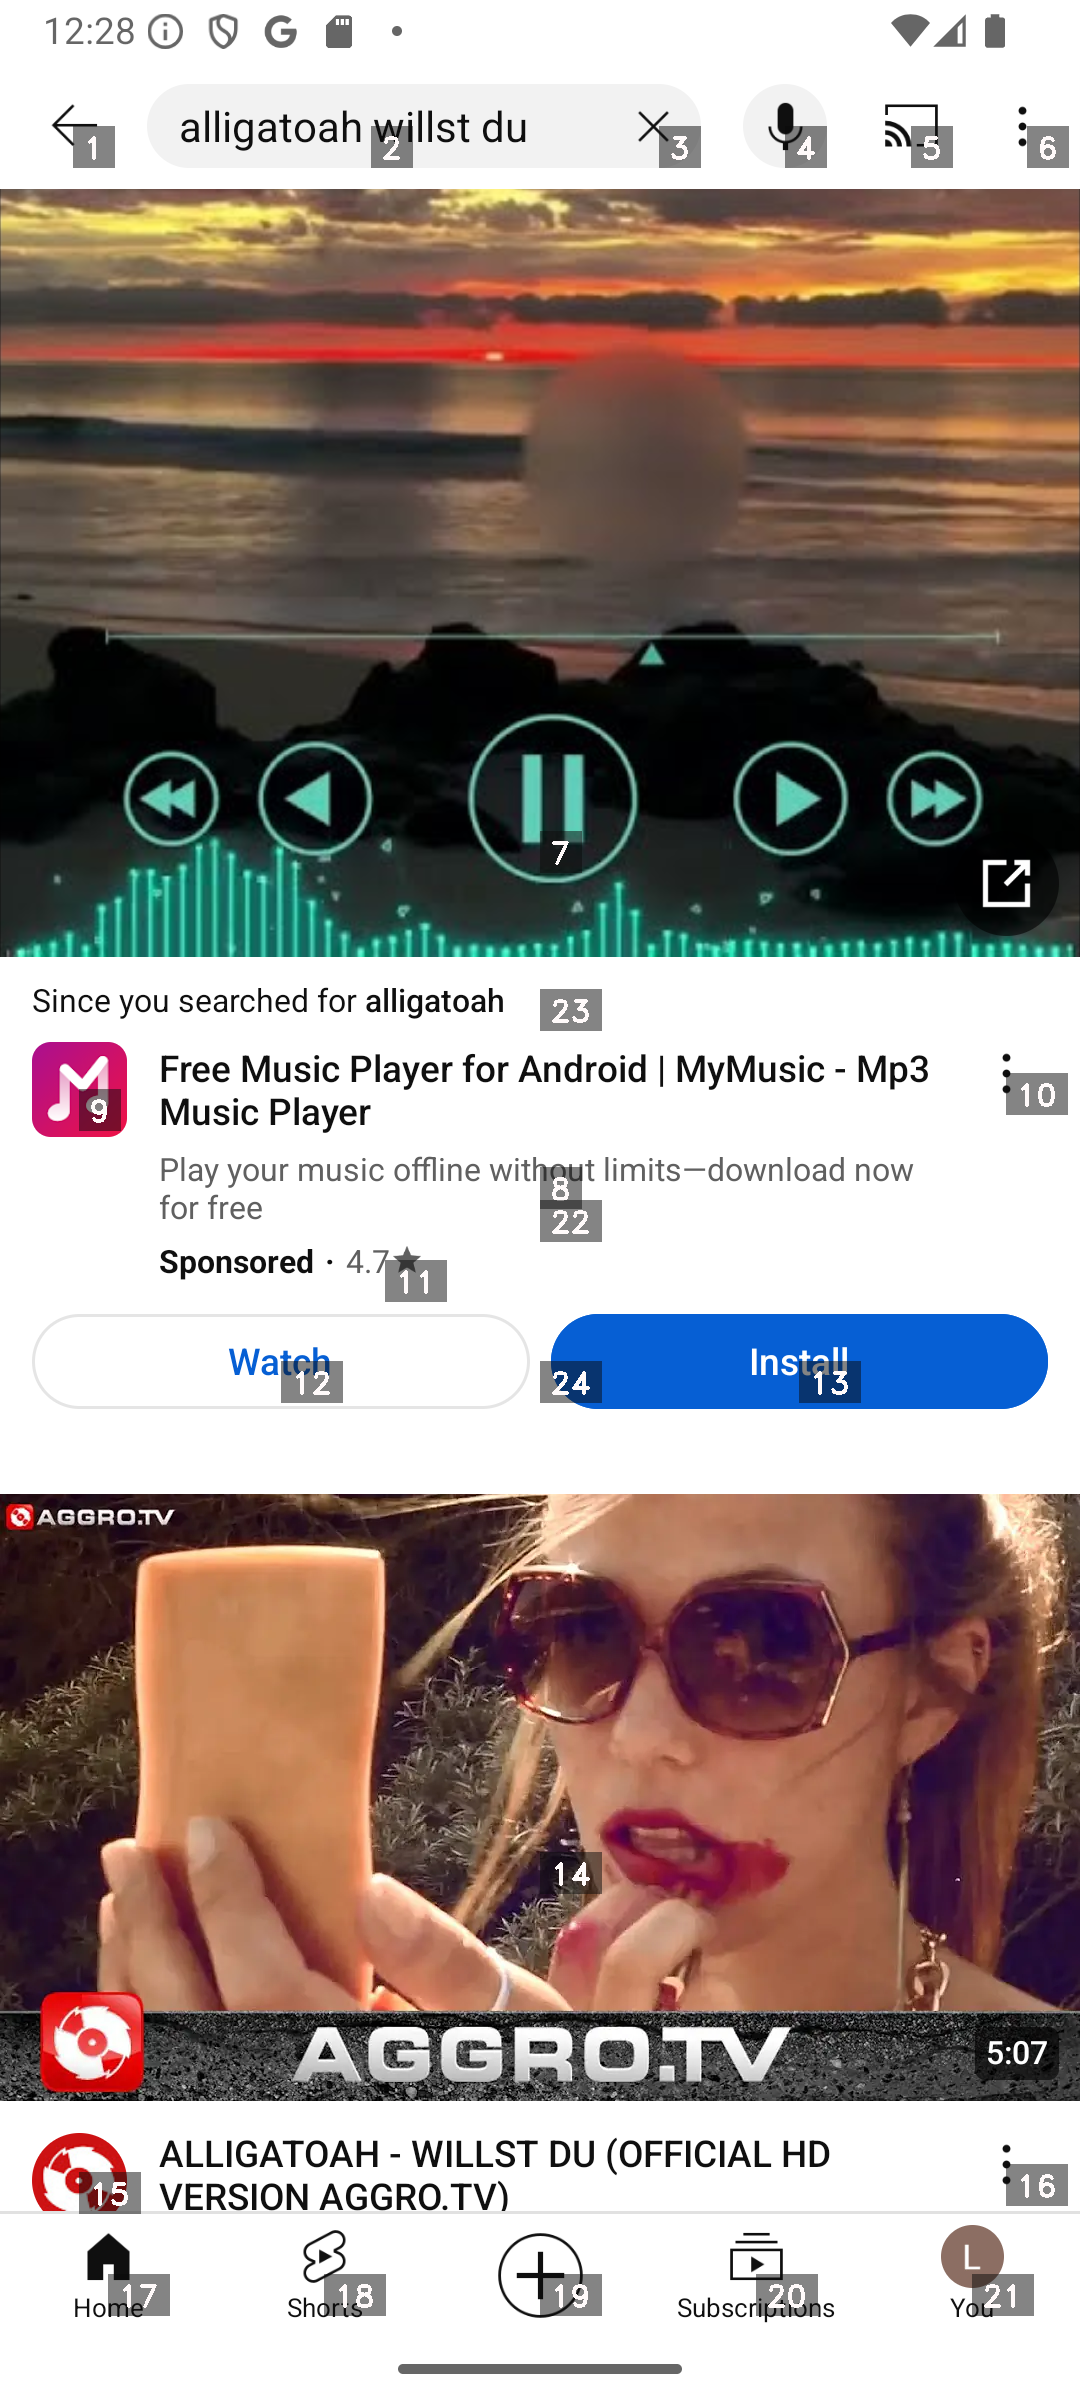 12:28
alligatoah willst du
1
2
3
4
5
6
7
Since you searched for alligatoah
23
Free Music Player for Android | MyMusic - Mp3
Music Player
9
10
Play your music offline without limits—download now
for free
8
22
Sponsored · 4.7★
11
Watch
12
24
Install
13
AGGRO.TV
14
AGGRO.TV
5:07
ALLIGATOAH - WILLST DU (OFFICIAL HD
VERSION AGGRO.TV)
15
16
L
17
18
19
20
21
Home
Shorts
Subscriptions
You